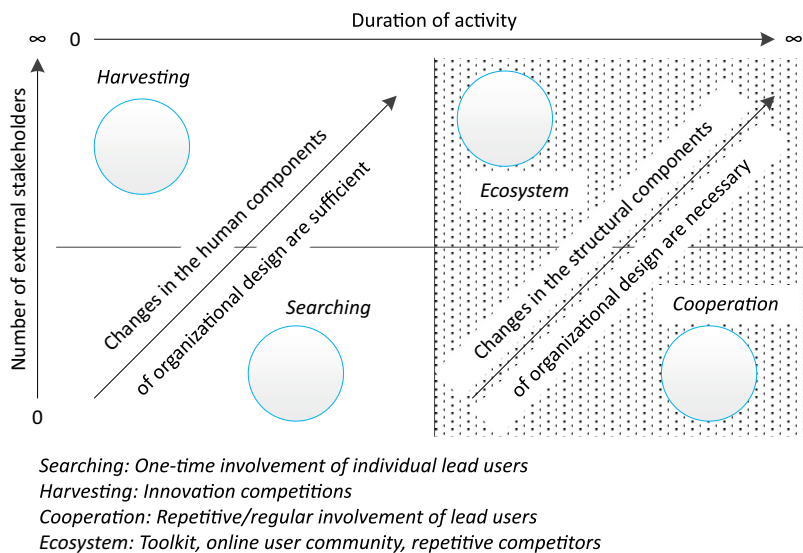 Duration of activity
∞ 0 ∞
Harvesting
Ecosystem
Number of external stakeholders
Changes in the human components
of organizational design are sufficient
Changes in the structural components
of organizational design are necessary
Searching
Cooperation
0
Searching: One-time involvement of individual lead users
Harvesting: Innovation competitions
Cooperation: Repetitive/regular involvement of lead users
Ecosystem: Toolkit, online user community, repetitive competitors